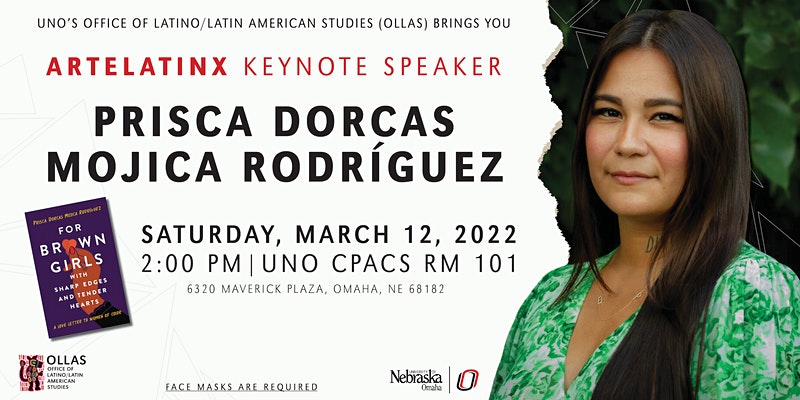 UNO'S OFFICE OF LATINO/LATIN AMERICAN STUDIES (OLLAS) BRINGS YOU
ARTELATINX KEYNOTE SPEAKER
PRISCA DORCAS
MOJICA RODRÍGUEZ
PRISCA DORCAS MOJICA RODRÍGUEZ
FOR
BROWN
GIRLS
WITH
SHARP EDGES
AND TENDER
HEARTS
A LOVE LETTER TO WOMEN OF COLOR
SATURDAY, MARCH 12, 2022
2:00 PM|UNO CPACS RM 101
6320 MAVERICK PLAZA, OMAHA, NE 68182
OLLAS
OFFICE OF
LATINO/LATIN
AMERICAN
STUDIES
FACE MASKS ARE REQUIRED
UNIVERSITY OF
Nebraska
Omaha
O